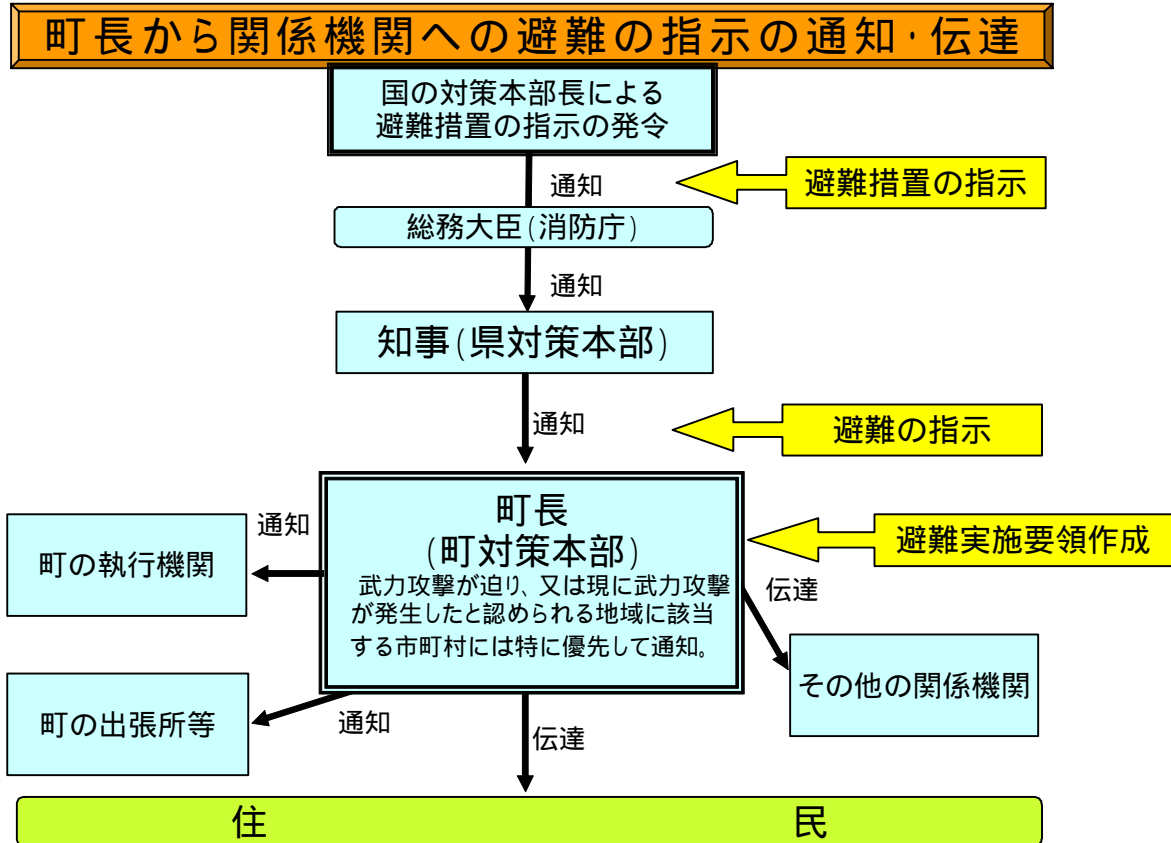 町長から関係機関への避難の指示の通知・伝達
国の対策本部長による
避難措置の指示の発令
通知
避難措置の指示
総務大臣(消防庁)
通知
知事(県対策本部)
通知
避難の指示
町長
(町対策本部)
武力攻撃が迫り、又は現に武力攻撃
が発生したと認められる地域に該当
する市町村には特に優先して通知。
避難実施要領作成
通知
町の執行機関
伝達
その他の関係機関
町の出張所等
通知
伝達
住民